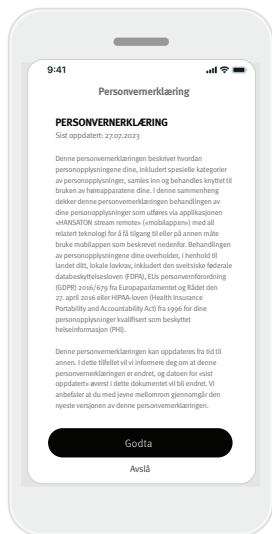 9:41
Personvernerklæring
PERSONVERNERKLÆRING
Sist oppdatert: 27.07.2023
Denne personvernerklæringen beskriver hvordan
personopplysningene dine, inkludert spesielle kategorier
av personopplysninger, samles inn og behandles knyttet til
bruken av høreapparatene dine. I denne sammenheng
dekker denne personvernerklæringen behandlingen av
dine personopplysninger som utføres via applikasjonen
«HANSATON stream remote» («mobilappen») med all
relatert teknologi for å få tilgang til eller på annen måte
bruke mobilappen som beskrevet nedenfor. Behandlingen
av personopplysningene dine overholder, i henhold til
landet ditt, lokale lovkrav, inkludert den sveitsiske føderale
databeskyttelsesloven (FDPA), EUs personvernforordning
(GDPR) 2016/679 fra Europaparlamentet og Rådet den
27. april 2016 eller HIPAA-loven (Health Insurance
Portability and Accountability Act) fra 1996 for dine
personopplysninger kvalifisert som beskyttet
helseinformasjon (PHI).
Denne personvernerklæringen kan oppdateres fra tid til
annen. I dette tilfellet vil vi informere deg om at denne
personvernerklæringen er endret, og datoen for «sist
oppdatert» øverst i dette dokumentet vil bli endret. Vi
anbefaler at du med jevne mellomrom gjennomgår den
nyeste versjonen av denne personvernerklæringen.
Godta
Avslå